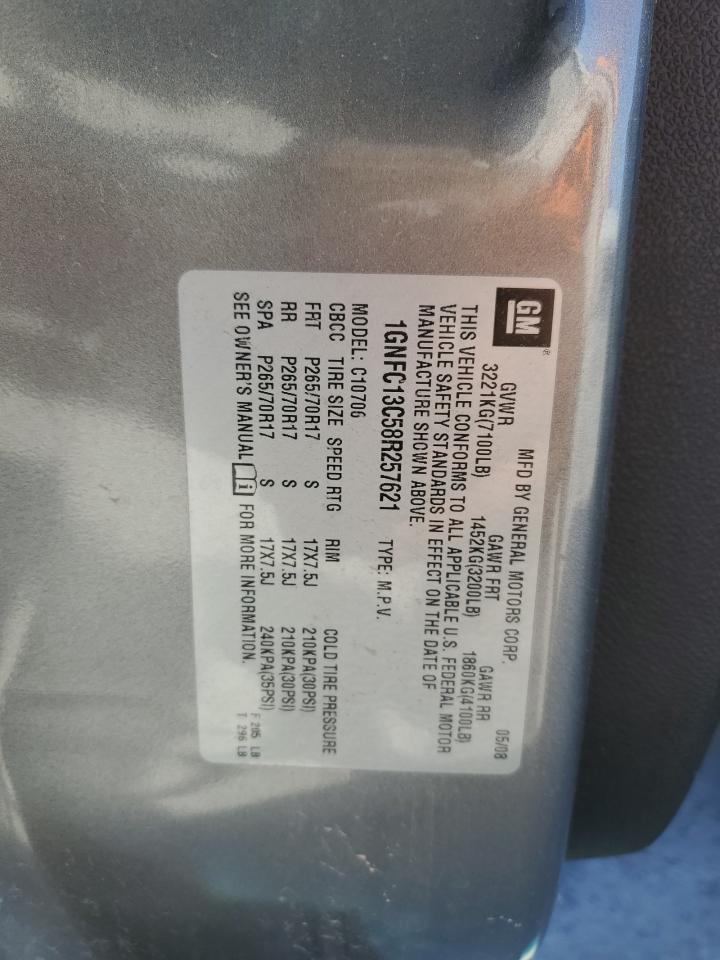 GM®
MFD BY GENERAL MOTORS CORP. 05/08
GVWR GAWR FRT GAWR RR
3221KG(7100LB) 1452KG(3200LB) 1860KG(4100LB)
THIS VEHICLE CONFORMS TO ALL APPLICABLE U.S. FEDERAL MOTOR
VEHICLE SAFETY STANDARDS IN EFFECT ON THE DATE OF
MANUFACTURE SHOWN ABOVE.
1GNFC13C58R257621 TYPE: M.P.V.
MODEL: C10706
CBCC TIRE SIZE SPEED RTG RIM COLD TIRE PRESSURE
FRT P265/70R17 S 17X7.5J 210KPA(30PSI)
RR P265/70R17 S 17X7.5J 210KPA(30PSI)
SPA P265/70R17 S 17X7.5J 240KPA(35PSI)
SEE OWNER'S MANUAL i FOR MORE INFORMATION.
F 205 LB
T 296 LB